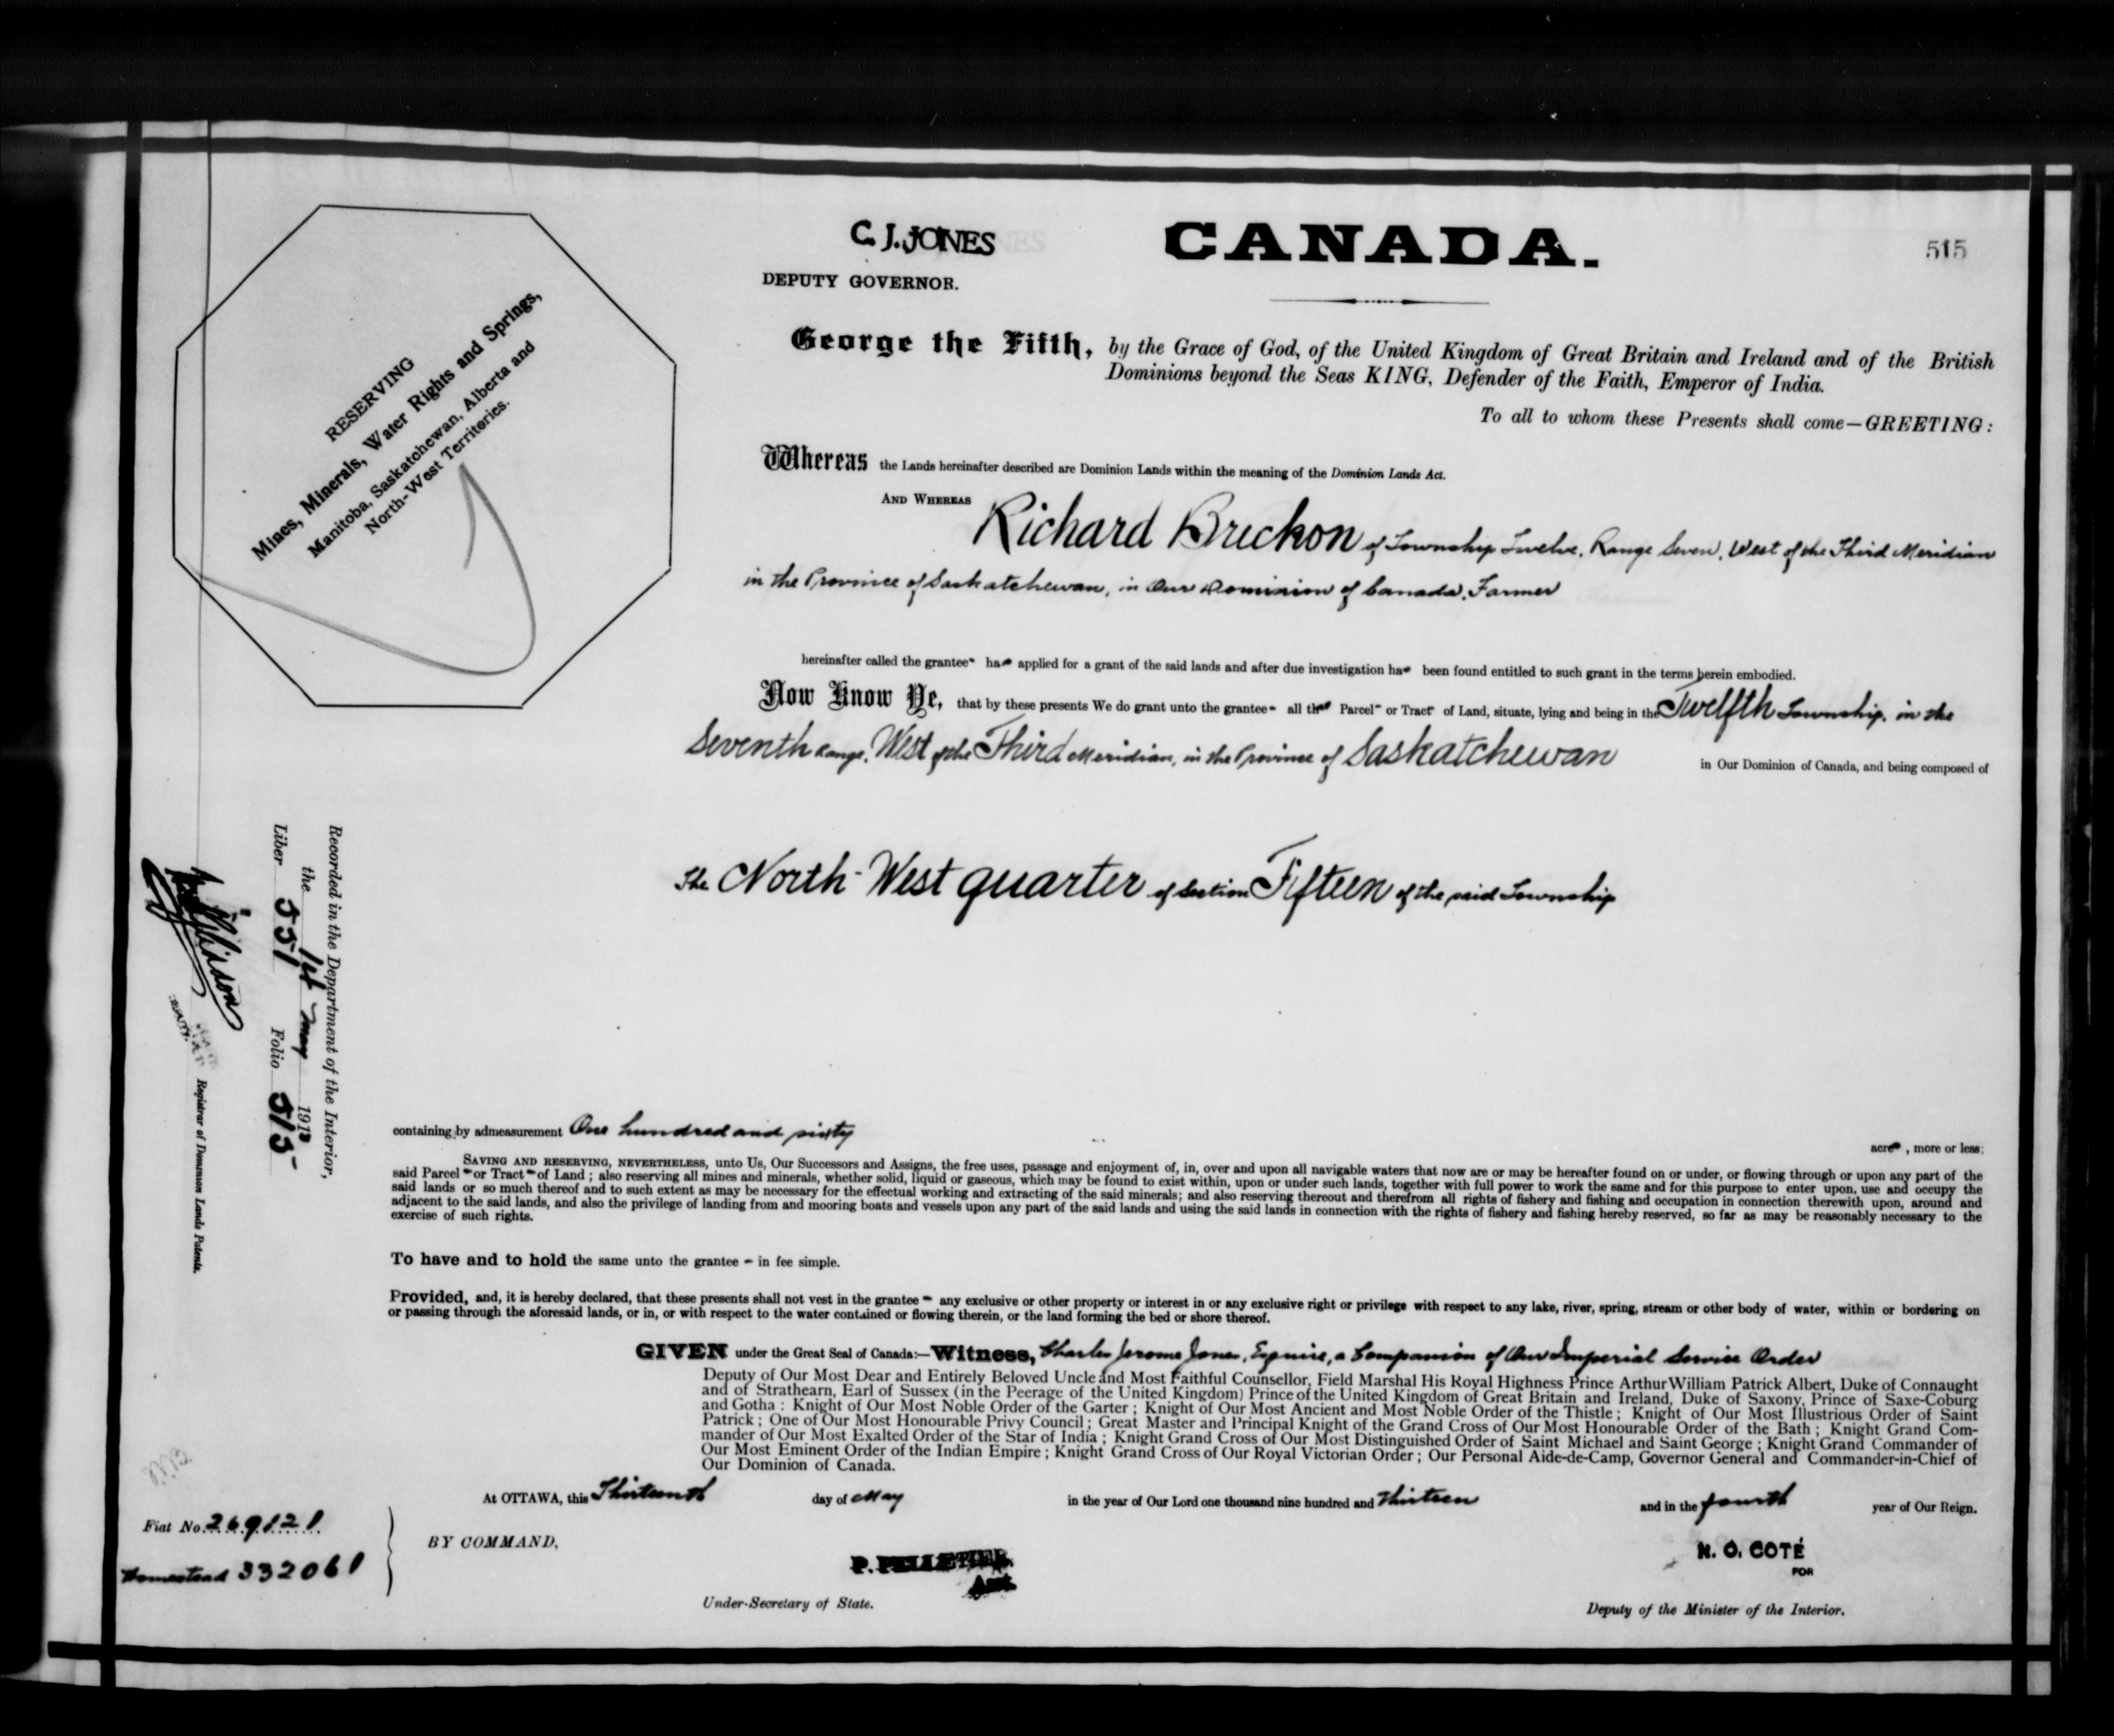 C. J. JONES
DEPUTY GOVERNOR.
CANADA.
515
RESERVING
Mines, Minerals, Water Rights and Springs,
Manitoba, Saskatchewan, Alberta and
North-West Territories.
George the Fifth, by the Grace of God, of the United Kingdom of Great Britain and Ireland and of the British
Dominions beyond the Seas KING, Defender of the Faith, Emperor of India.
To all to whom these Presents shall come—GREETING:
Whereas the Lands hereinafter described are Dominion Lands within the meaning of the Dominion Lands Act.
AND WHEREAS Richard Breckon of Township Twelve, Range Seven, West of the Third Meridian
in the Province of Saskatchewan, in Our Dominion of Canada, Farmer
hereinafter called the grantee has applied for a grant of the said lands and after due investigation has been found entitled to such grant in the terms herein embodied.
Now Know Ye, that by these presents We do grant unto the grantee all that Parcel or Tract of Land, situate, lying and being in the Twelfth Township, in the
Seventh Range, West of the Third Meridian, in the Province of Saskatchewan in Our Dominion of Canada, and being composed of
The North-West quarter of Section Fifteen of the said Township
containing by admeasurement One hundred and sixty acres, more or less;
SAVING AND RESERVING, NEVERTHELESS, unto Us, Our Successors and Assigns, the free uses, passage and enjoyment of, in, over and upon all navigable waters that now are or may be hereafter found on or under, or flowing through or upon any part of the
said Parcel or Tract of Land; also reserving all mines and minerals, whether solid, liquid or gaseous, which may be found to exist within, upon or under such lands, together with full power to work the same and for this purpose to enter upon, use and occupy the
said lands or so much thereof and to such extent as may be necessary for the effectual working and extracting of the said minerals; and also reserving thereout and therefrom all rights of fishery and fishing and occupation in connection therewith upon, around and
adjacent to the said lands, and also the privilege of landing from and mooring boats and vessels upon any part of the said lands and using the said lands in connection with the rights of fishery and fishing hereby reserved, so far as may be reasonably necessary to the
exercise of such rights.
To have and to hold the same unto the grantee in fee simple.
Provided, and, it is hereby declared, that these presents shall not vest in the grantee any exclusive or other property or interest in or any exclusive right or privilege with respect to any lake, river, spring, stream or other body of water, within or bordering on
or passing through the aforesaid lands, or in, or with respect to the water contained or flowing therein, or the land forming the bed or shore thereof.
GIVEN under the Great Seal of Canada:—Witness, Charles Jerome Jones, Esquire, a Companion of Our Imperial Service Order
Deputy of Our Most Dear and Entirely Beloved Uncle and Most Faithful Counsellor, Field Marshal His Royal Highness Prince Arthur William Patrick Albert, Duke of Connaught
and of Strathearn, Earl of Sussex (in the Peerage of the United Kingdom) Prince of the United Kingdom of Great Britain and Ireland, Duke of Saxony, Prince of Saxe-Coburg
and Gotha: Knight of Our Most Noble Order of the Garter; Knight of Our Most Ancient and Most Noble Order of the Thistle; Knight of Our Most Illustrious Order of Saint
Patrick; One of Our Most Honourable Privy Council; Great Master and Principal Knight of the Grand Cross of Our Most Honourable Order of the Bath; Knight Grand Com-
mander of Our Most Exalted Order of the Star of India; Knight Grand Cross of Our Most Distinguished Order of Saint Michael and Saint George; Knight Grand Commander of
Our Most Eminent Order of the Indian Empire; Knight Grand Cross of Our Royal Victorian Order; Our Personal Aide-de-Camp, Governor General and Commander-in-Chief of
Our Dominion of Canada.
At OTTAWA, this Thirteenth day of May in the year of Our Lord one thousand nine hundred and thirteen and in the fourth year of Our Reign.
BY COMMAND,
P. PELLETIER
Under-Secretary of State.
N. O. COTÉ
FOR
Deputy of the Minister of the Interior.
Fiat No. 269121
Homestead 332061
Recorded in the Department of the Interior,
the 1st May 1913
Liber 551 Folio 515
DEPUTY
Registrar of Dominion Lands Patents.